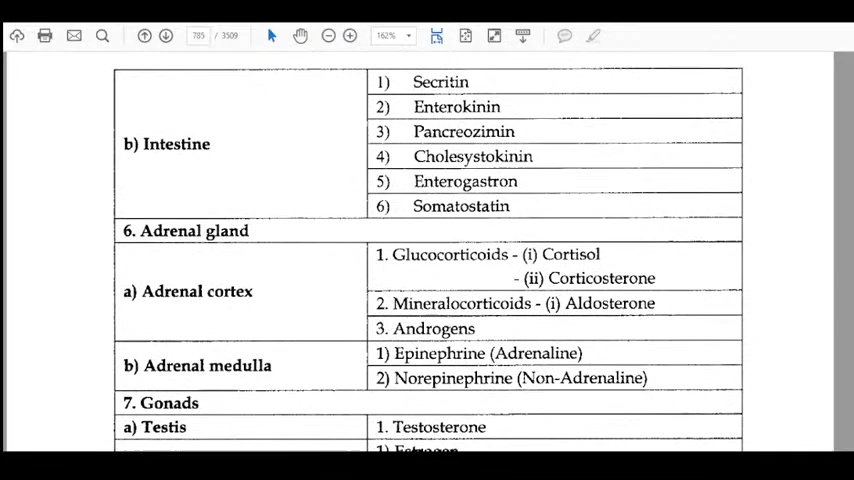 785 / 3509
162%
b) Intestine
1) Secritin
2) Enterokinin
3) Pancreozimin
4) Cholesystokinin
5) Enterogastron
6) Somatostatin
6. Adrenal gland
a) Adrenal cortex
1. Glucocorticoids - (i) Cortisol
- (ii) Corticosterone
2. Mineralocorticoids - (i) Aldosterone
3. Androgens
b) Adrenal medulla
1) Epinephrine (Adrenaline)
2) Norepinephrine (Non-Adrenaline)
7. Gonads
a) Testis
1. Testosterone
1) Estrogen